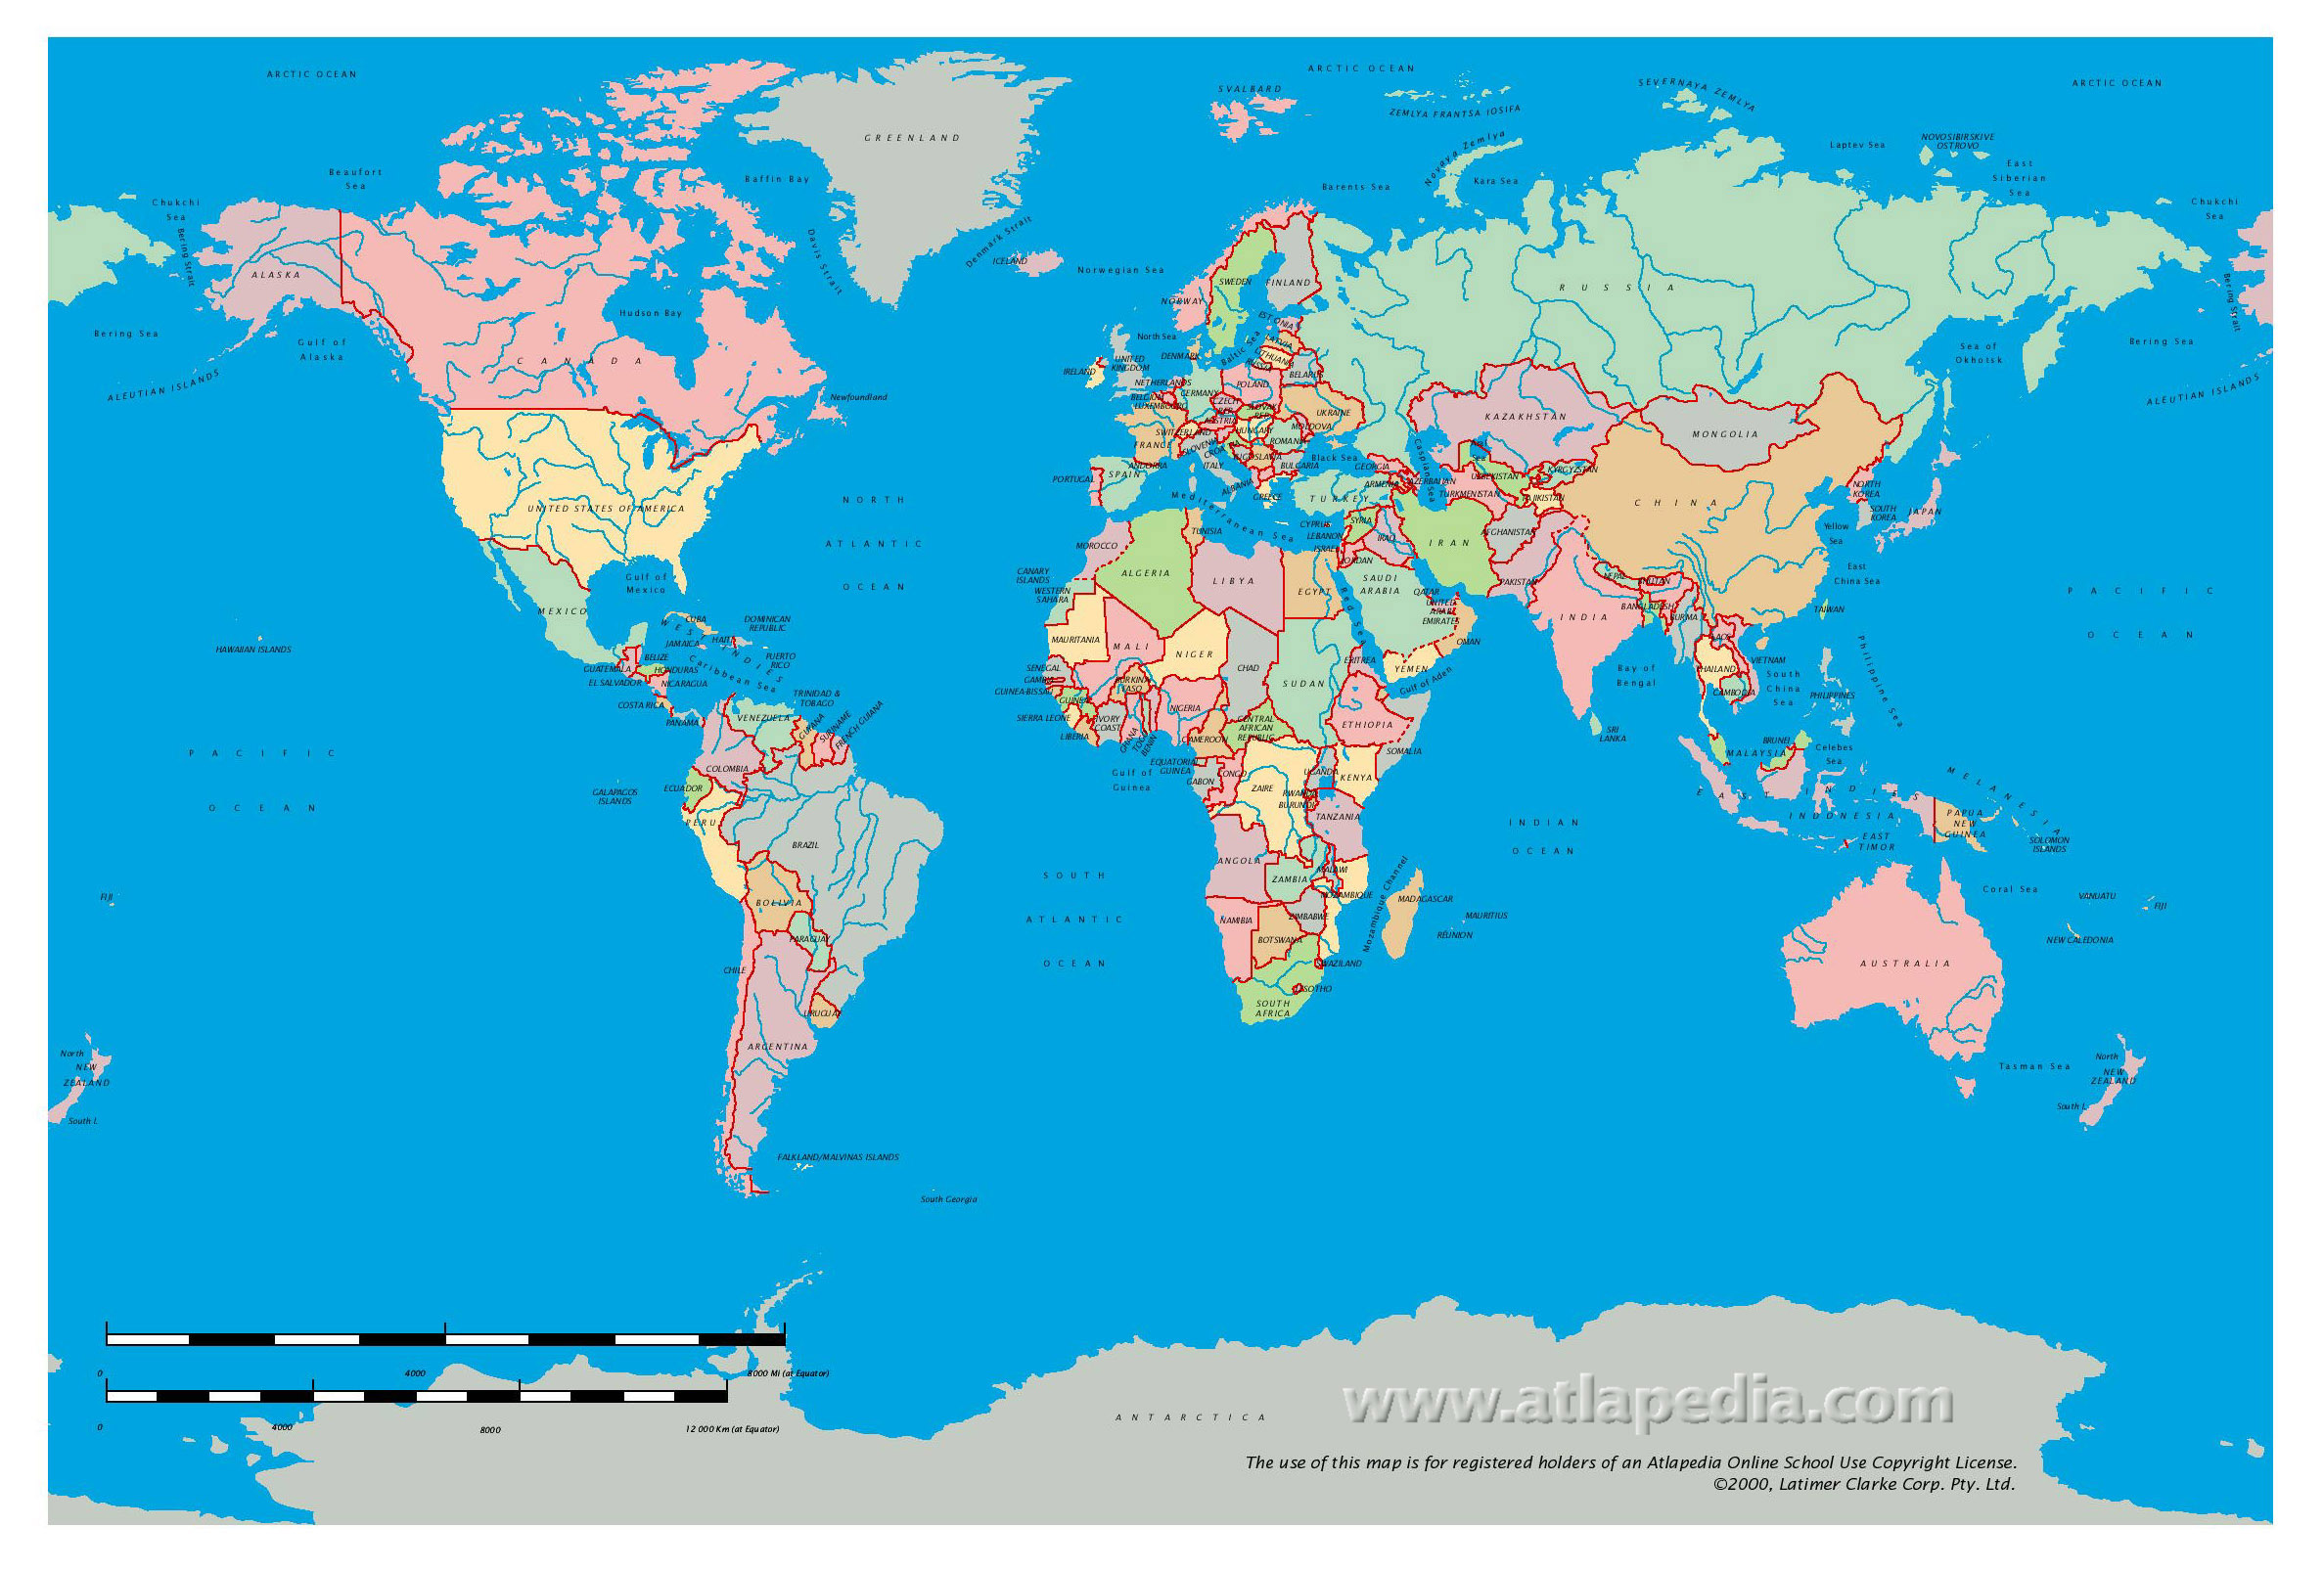 ARCTIC OCEAN
ARCTIC OCEAN
ARCTIC OCEAN
SVALBARD
SEVERNAYA ZEMLYA
ZEMLYA FRANTSA IOSIFA
GREENLAND
Novaya Zemlya
NOVOSIBIRSKIVE
OSTROVO
Laptev Sea
Beaufort
Sea
Baffin Bay
Barents Sea
Kara Sea
East
Siberian
Sea
Chukchi
Sea
Chukchi
Sea
Bering Strait
Bering Strait
Davis Strait
Denmark Strait
ICELAND
Norwegian Sea
ALASKA
SWEDEN
FINLAND
NORWAY
RUSSIA
Hudson Bay
Bering Sea
Gulf of
Alaska
North Sea
ESTONIA
LATVIA
LITHUANIA
RUSSIA
Baltic Sea
Sea of
Okhotsk
Bering Sea
CANADA
DENMARK
UNITED
KINGDOM
IRELAND
BELARUS
ALEUTIAN ISLANDS
ALEUTIAN ISLANDS
Newfoundland
NETHERLANDS
BELGIUM
LUXEMBOURG
GERMANY
POLAND
CZECH
REP.
SLOVAK
REP.
UKRAINE
KAZAKHSTAN
MONGOLIA
AUSTRIA
HUNGARY
MOLDOVA
SWITZERLAND
FRANCE
SLOVENIA
CROATIA
ROMANIA
YUGOSLAVIA
BULGARIA
Black Sea
GEORGIA
Caspian Sea
Aral
Sea
ANDORRA
ITALY
SPAIN
PORTUGAL
ALBANIA
GREECE
TURKEY
ARMENIA
AZERBAIJAN
UZBEKISTAN
KYRGYZSTAN
TURKMENISTAN
TAJIKISTAN
CHINA
NORTH
KOREA
SOUTH
KOREA
JAPAN
UNITED STATES OF AMERICA
NORTH
ATLANTIC
OCEAN
Mediterranean Sea
TUNISIA
CYPRUS
LEBANON
SYRIA
ISRAEL
IRAQ
JORDAN
IRAN
AFGHANISTAN
Yellow
Sea
MOROCCO
CANARY
ISLANDS
WESTERN
SAHARA
ALGERIA
LIBYA
EGYPT
SAUDI
ARABIA
QATAR
UNITED
ARAB
EMIRATES
PAKISTAN
NEPAL
BHUTAN
East
China Sea
Gulf of
Mexico
MEXICO
PACIFIC
OCEAN
CUBA
WEST INDIES
DOMINICAN
REPUBLIC
JAMAICA
HAITI
PUERTO
RICO
MAURITANIA
MALI
NIGER
CHAD
SUDAN
Red Sea
OMAN
INDIA
BANGLADESH
BURMA
TAIWAN
HAWAIIAN ISLANDS
BELIZE
GUATEMALA
HONDURAS
EL SALVADOR
NICARAGUA
Caribbean Sea
TRINIDAD &
TOBAGO
COSTA RICA
PANAMA
SENEGAL
GAMBIA
GUINEA-BISSAU
GUINEA
BURKINA
FASO
SIERRA LEONE
LIBERIA
IVORY
COAST
GHANA
TOGO
BENIN
NIGERIA
CAMEROON
CENTRAL
AFRICAN
REPUBLIC
ERITREA
YEMEN
Gulf of Aden
ETHIOPIA
SOMALIA
Bay of
Bengal
LAOS
THAILAND
VIETNAM
CAMBODIA
South
China
Sea
PHILIPPINES
Philippine Sea
SRI
LANKA
VENEZUELA
GUYANA
SURINAME
FRENCH GUIANA
COLOMBIA
ECUADOR
GALAPAGOS
ISLANDS
EQUATORIAL
GUINEA
Gulf of
Guinea
GABON
CONGO
ZAIRE
UGANDA
KENYA
RWANDA
BURUNDI
TANZANIA
MALAYSIA
BRUNEI
Celebes
Sea
EAST INDIES
MELANESIA
INDONESIA
EAST
TIMOR
PAPUA
NEW
GUINEA
SOLOMON
ISLANDS
PACIFIC
OCEAN
PERU
BRAZIL
INDIAN
OCEAN
ANGOLA
ZAMBIA
MALAWI
MOZAMBIQUE
Mozambique Channel
MADAGASCAR
SOUTH
ATLANTIC
OCEAN
Coral Sea
VANUATU
FIJI
FIJI
BOLIVIA
PARAGUAY
NAMIBIA
ZIMBABWE
BOTSWANA
MAURITIUS
REUNION
NEW CALEDONIA
CHILE
SWAZILAND
LESOTHO
SOUTH
AFRICA
AUSTRALIA
URUGUAY
ARGENTINA
North
NEW
ZEALAND
South I.
Tasman Sea
North
NEW
ZEALAND
South I.
FALKLAND/MALVINAS ISLANDS
South Georgia
0 4000 8000 Mi (at Equator)
0 4000 8000 12 000 Km (at Equator)
ANTARCTICA
www.atlapedia.com
The use of this map is for registered holders of an Atlapedia Online School Use Copyright License.
©2000, Latimer Clarke Corp. Pty. Ltd.